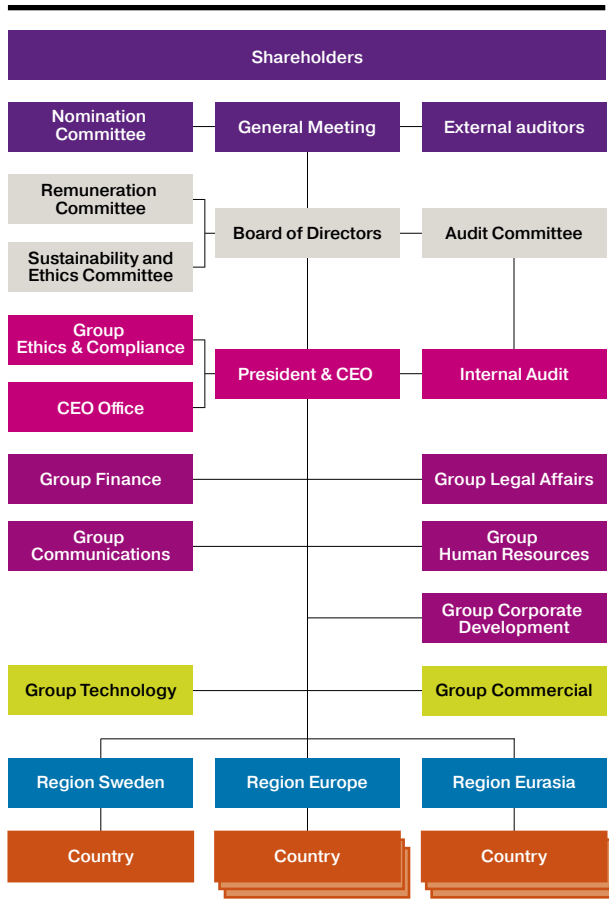 Shareholders
Nomination
Committee
General Meeting
External auditors
Remuneration
Committee
Board of Directors
Audit Committee
Sustainability and
Ethics Committee
Group
Ethics & Compliance
President & CEO
Internal Audit
CEO Office
Group Finance
Group Legal Affairs
Group
Communications
Group
Human Resources
Group Corporate
Development
Group Technology
Group Commercial
Region Sweden
Region Europe
Region Eurasia
Country
Country
Country